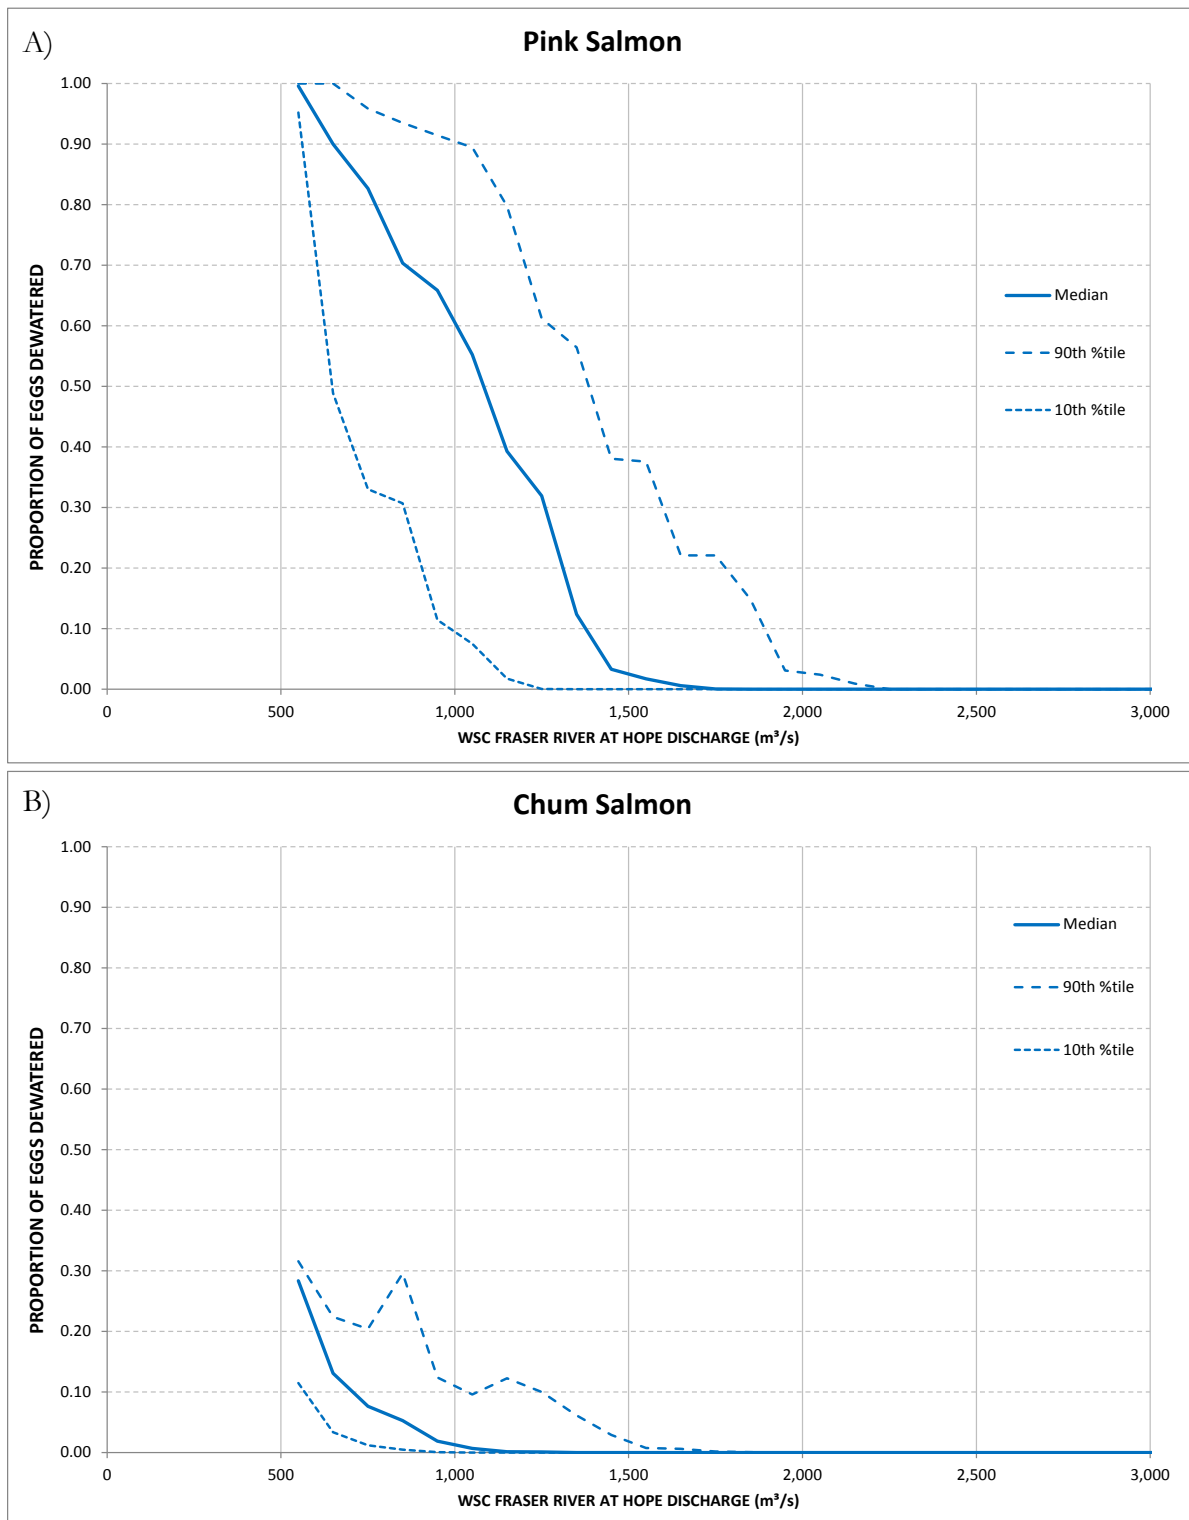 A)
Pink Salmon
1.00
0.90
0.80
0.70
0.60
0.50
0.40
0.30
0.20
0.10
0.00
PROPORTION OF EGGS DEWATERED
Median
90th %tile
10th %tile
0 500 1,000 1,500 2,000 2,500 3,000
WSC FRASER RIVER AT HOPE DISCHARGE (m³/s)
B)
Chum Salmon
1.00
0.90
0.80
0.70
0.60
0.50
0.40
0.30
0.20
0.10
0.00
PROPORTION OF EGGS DEWATERED
Median
90th %tile
10th %tile
0 500 1,000 1,500 2,000 2,500 3,000
WSC FRASER RIVER AT HOPE DISCHARGE (m³/s)